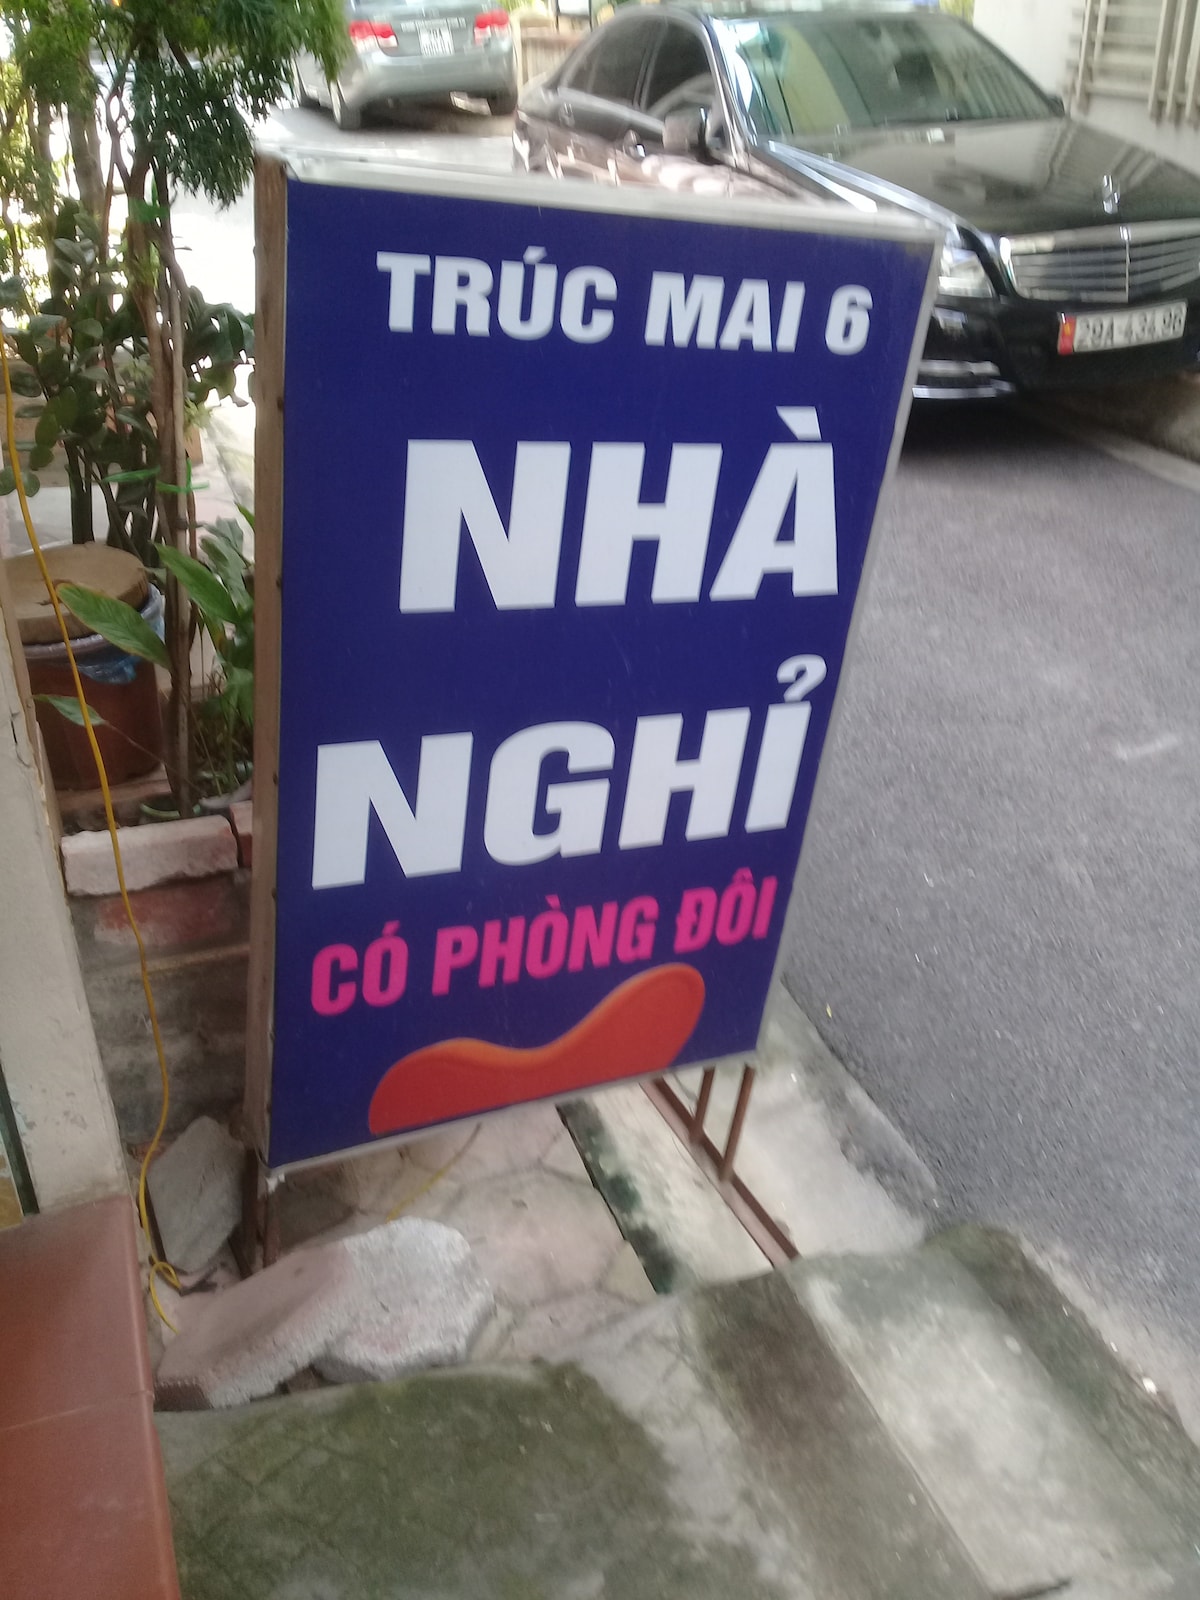 TRÚC MAI 6
NHÀ
NGHỈ
CÓ PHÒNG ĐÔI